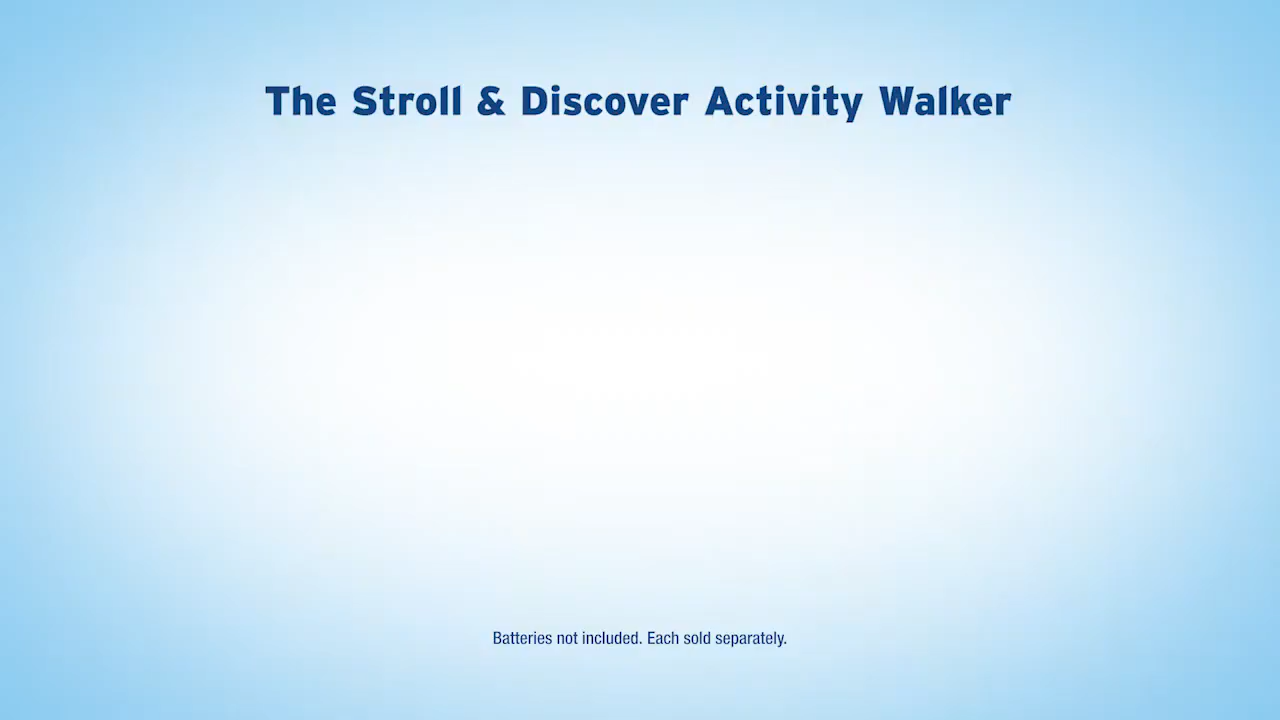 The Stroll & Discover Activity Walker
Batteries not included. Each sold separately.